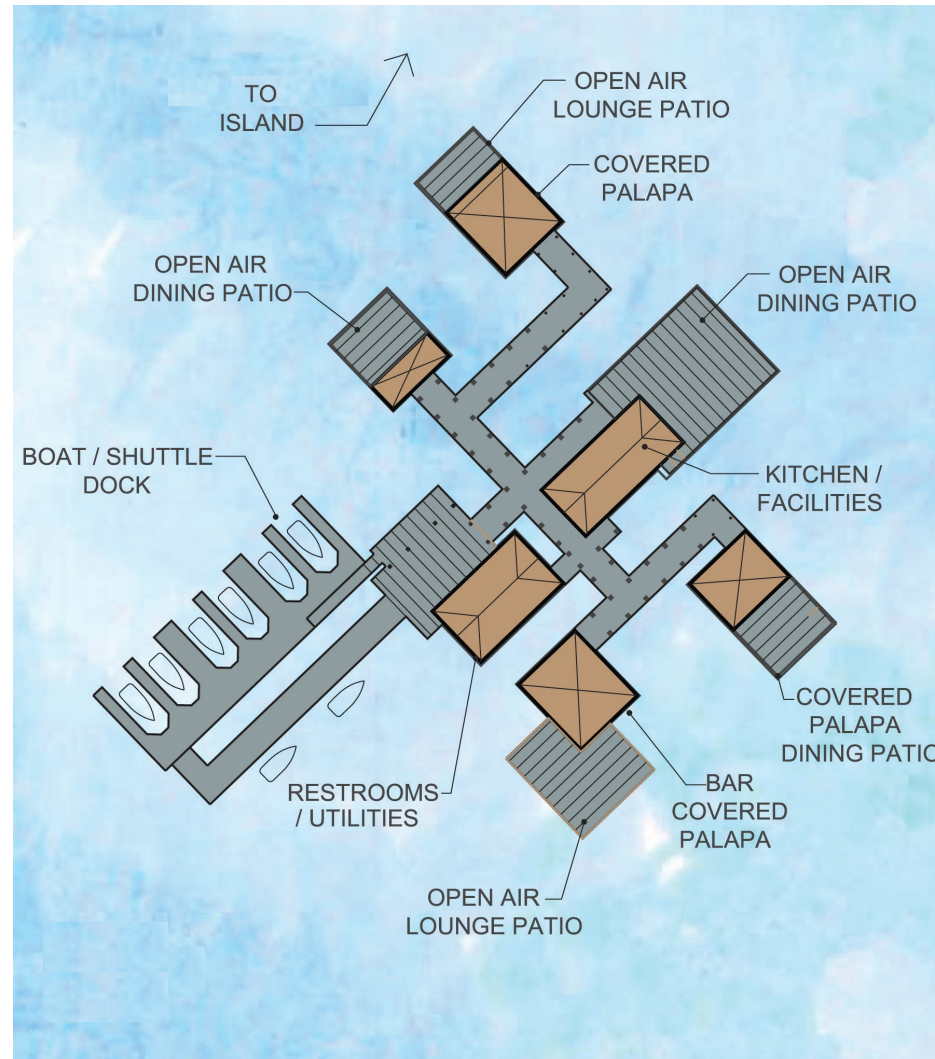 TO
ISLAND
OPEN AIR
LOUNGE PATIO
COVERED
PALAPA
OPEN AIR
DINING PATIO
OPEN AIR
DINING PATIO
BOAT / SHUTTLE
DOCK
KITCHEN /
FACILITIES
COVERED
PALAPA
DINING PATIO
RESTROOMS
/ UTILITIES
BAR
COVERED
PALAPA
OPEN AIR
LOUNGE PATIO